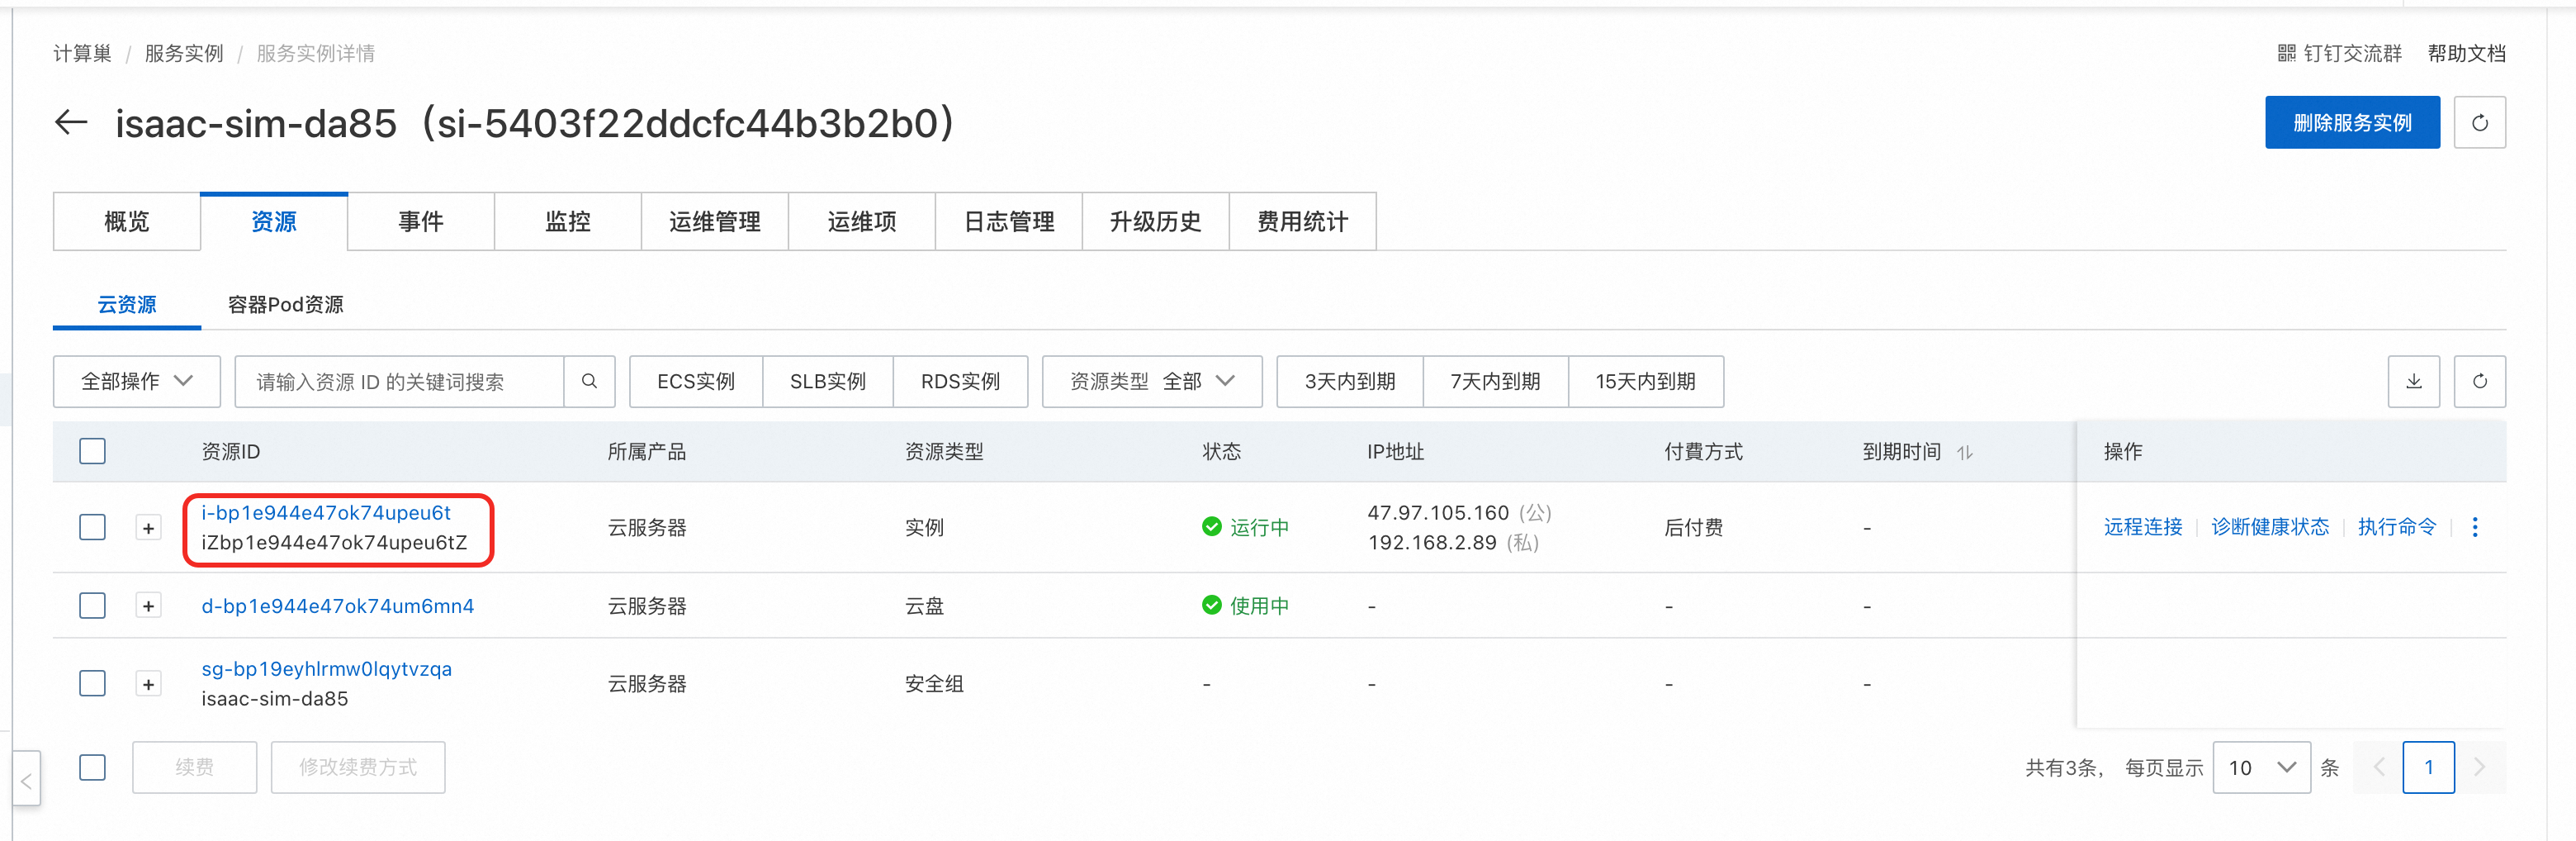 计算巢 / 服务实例 / 服务实例详情
钉钉交流群 帮助文档
isaac-sim-da85（si-5403f22ddcfc44b3b2b0）
删除服务实例
概览 资源 事件 监控 运维管理 运维项 日志管理 升级历史 费用统计
云资源 容器Pod资源
全部操作 请输入资源 ID 的关键词搜索 ECS实例 SLB实例 RDS实例 资源类型 全部 3天内到期 7天内到期 15天内到期
资源ID 所属产品 资源类型 状态 IP地址 付费方式 到期时间 操作
i-bp1e944e47ok74upeu6t
iZbp1e944e47ok74upeu6tZ
云服务器 实例 运行中
47.97.105.160 (公)
192.168.2.89 (私)
后付费 - 远程连接 诊断健康状态 执行命令
d-bp1e944e47ok74um6mn4 云服务器 云盘 使用中 - - -
sg-bp19eyhlrmw0lqytvzqa
isaac-sim-da85
云服务器 安全组 - - - -
续费 修改续费方式 共有3条， 每页显示 10 条 1